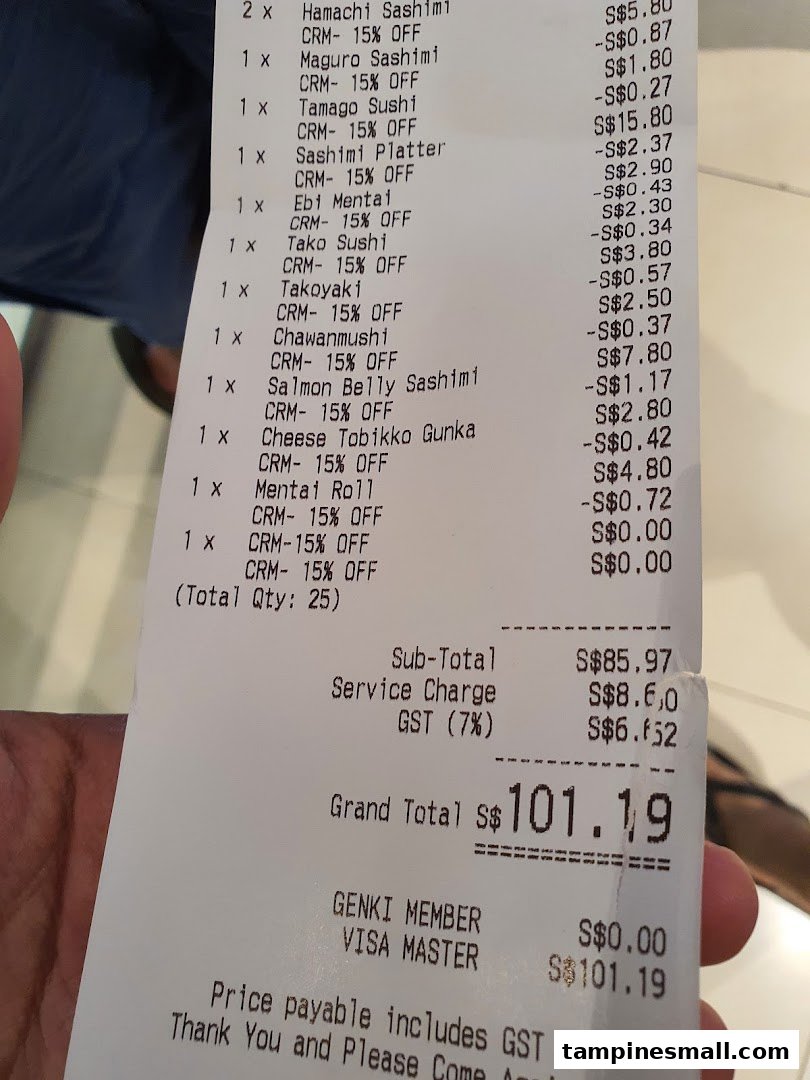 2 x Hamachi Sashimi
CRM- 15% OFF
1 x Maguro Sashimi S$5.80
CRM- 15% OFF -S$0.87
1 x Tamago Sushi S$1.80
CRM- 15% OFF -S$0.27
1 x Sashimi Platter S$15.80
CRM- 15% OFF -S$2.37
1 x Ebi Mentai S$2.90
CRM- 15% OFF -S$0.43
1 x Tako Sushi S$2.30
CRM- 15% OFF -S$0.34
1 x Takoyaki S$3.80
CRM- 15% OFF -S$0.57
1 x Chawanmushi S$2.50
CRM- 15% OFF -S$0.37
1 x Salmon Belly Sashimi S$7.80
CRM- 15% OFF -S$1.17
1 x Cheese Tobikko Gunka S$2.80
CRM- 15% OFF -S$0.42
1 x Mentai Roll S$4.80
CRM- 15% OFF -S$0.72
1 x CRM-15% OFF S$0.00
CRM- 15% OFF S$0.00
(Total Qty: 25)
Sub-Total S$85.97
Service Charge S$8.60
GST (7%) S$6.62
Grand Total S$101.19
GENKI MEMBER S$0.00
VISA MASTER S$101.19
Price payable includes GST
Thank You and Please Come
tampinesmall.com